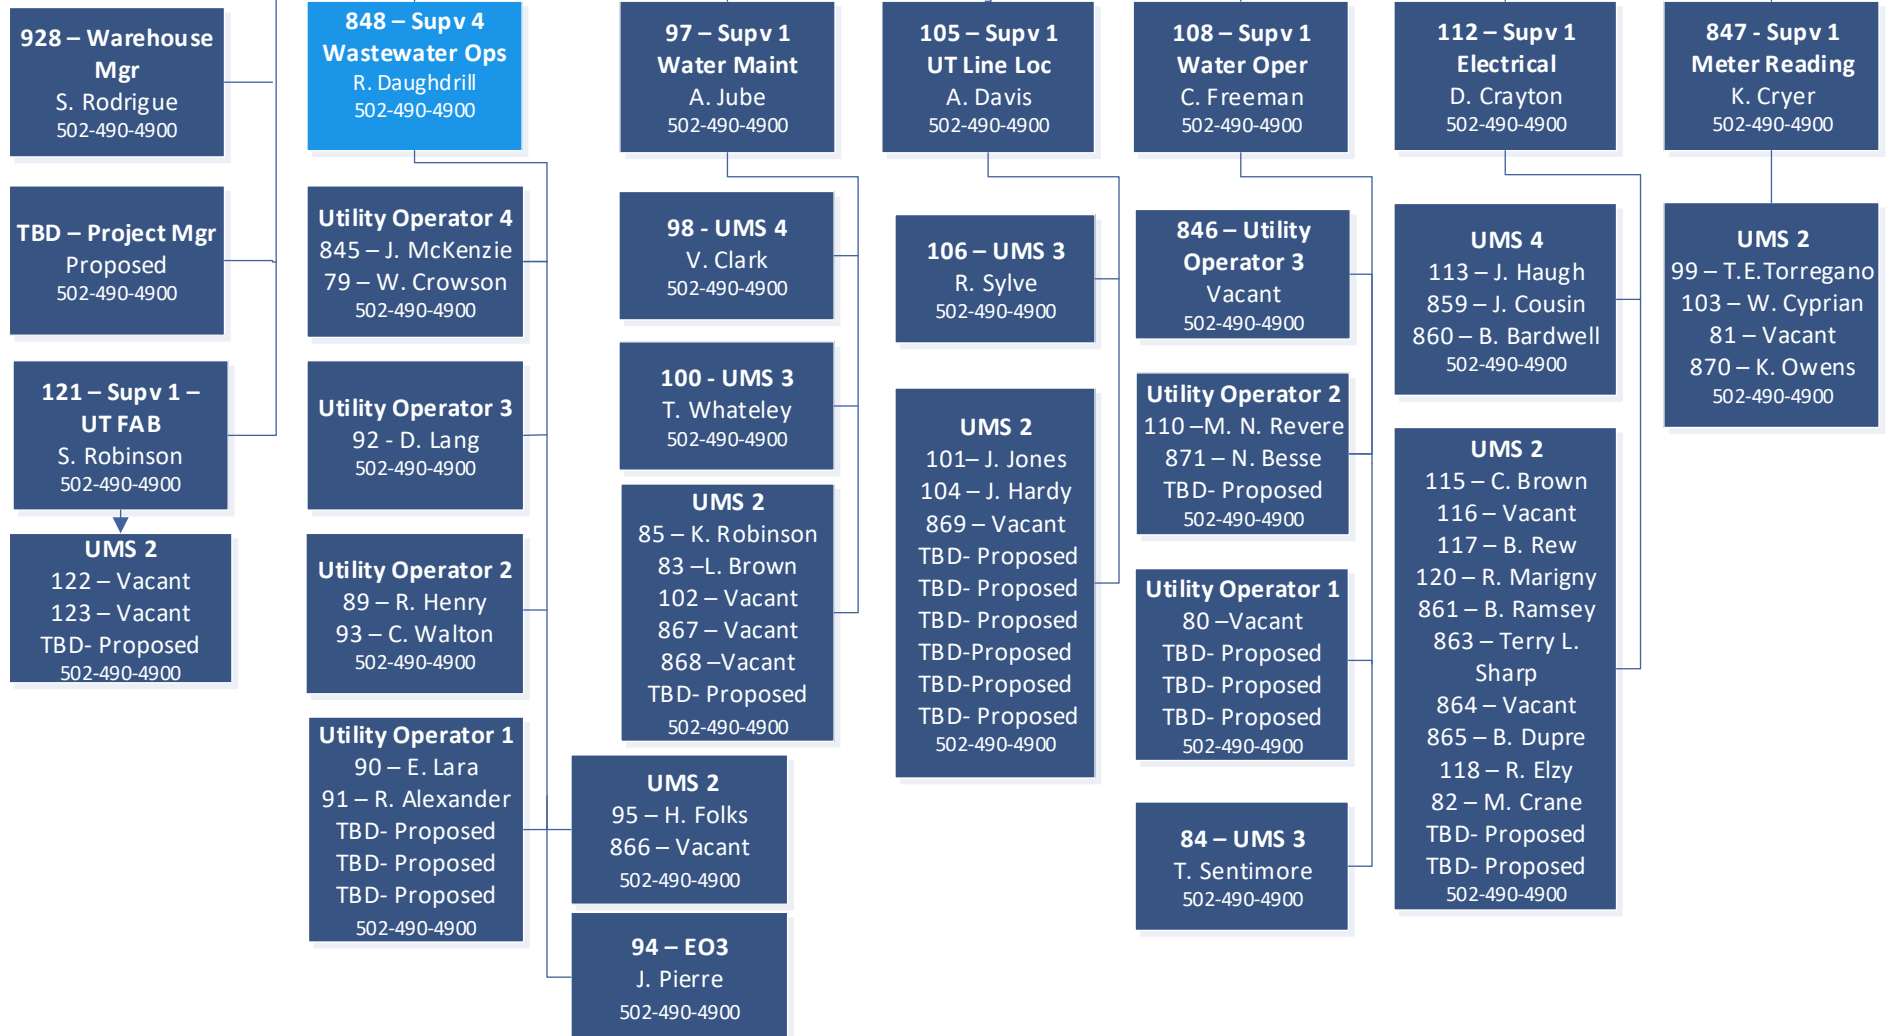 928 – Warehouse
Mgr
S. Rodrigue
502-490-4900
TBD – Project Mgr
Proposed
502-490-4900
121 – Supv 1 –
UT FAB
S. Robinson
502-490-4900
UMS 2
122 – Vacant
123 – Vacant
TBD- Proposed
502-490-4900
848 – Supv 4
Wastewater Ops
R. Daughdrill
502-490-4900
Utility Operator 4
845 – J. McKenzie
79 – W. Crowson
502-490-4900
Utility Operator 3
92 - D. Lang
502-490-4900
Utility Operator 2
89 – R. Henry
93 – C. Walton
502-490-4900
Utility Operator 1
90 – E. Lara
91 – R. Alexander
TBD- Proposed
TBD- Proposed
TBD- Proposed
502-490-4900
UMS 2
95 – H. Folks
866 – Vacant
502-490-4900
94 – EO3
J. Pierre
502-490-4900
97 – Supv 1
Water Maint
A. Jube
502-490-4900
98 - UMS 4
V. Clark
502-490-4900
100 - UMS 3
T. Whateley
502-490-4900
UMS 2
85 – K. Robinson
83 –L. Brown
102 – Vacant
867 – Vacant
868 –Vacant
TBD- Proposed
502-490-4900
105 – Supv 1
UT Line Loc
A. Davis
502-490-4900
106 – UMS 3
R. Sylve
502-490-4900
UMS 2
101– J. Jones
104 – J. Hardy
869 – Vacant
TBD- Proposed
TBD- Proposed
TBD- Proposed
TBD-Proposed
TBD-Proposed
TBD- Proposed
502-490-4900
108 – Supv 1
Water Oper
C. Freeman
502-490-4900
846 – Utility
Operator 3
Vacant
502-490-4900
Utility Operator 2
110 –M. N. Revere
871 – N. Besse
TBD- Proposed
502-490-4900
Utility Operator 1
80 –Vacant
TBD- Proposed
TBD- Proposed
TBD- Proposed
502-490-4900
84 – UMS 3
T. Sentimore
502-490-4900
112 – Supv 1
Electrical
D. Crayton
502-490-4900
UMS 4
113 – J. Haugh
859 – J. Cousin
860 – B. Bardwell
502-490-4900
UMS 2
115 – C. Brown
116 – Vacant
117 – B. Rew
120 – R. Marigny
861 – B. Ramsey
863 – Terry L.
Sharp
864 – Vacant
865 – B. Dupre
118 – R. Elzy
82 – M. Crane
TBD- Proposed
TBD- Proposed
502-490-4900
847 - Supv 1
Meter Reading
K. Cryer
502-490-4900
UMS 2
99 – T.E.Torregano
103 – W. Cyprian
81 – Vacant
870 – K. Owens
502-490-4900